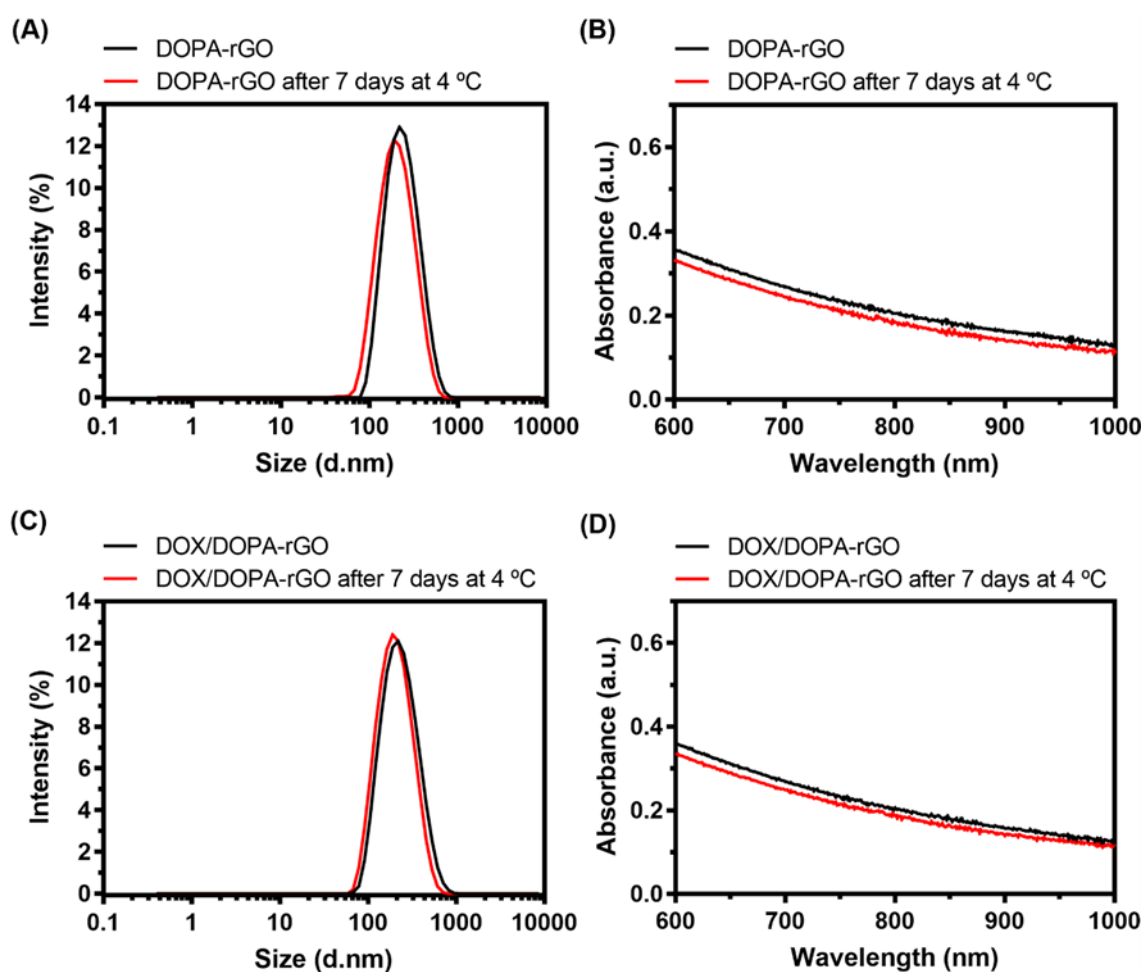 (A)
DOPA-rGO
DOPA-rGO after 7 days at 4 ºC
14
12
10
8
6
4
2
0
Intensity (%)
0.1 1 10 100 1000 10000
Size (d.nm)
(B)
DOPA-rGO
DOPA-rGO after 7 days at 4 ºC
0.6
0.4
0.2
0.0
Absorbance (a.u.)
600 700 800 900 1000
Wavelength (nm)
(C)
DOX/DOPA-rGO
DOX/DOPA-rGO after 7 days at 4 ºC
14
12
10
8
6
4
2
0
Intensity (%)
0.1 1 10 100 1000 10000
Size (d.nm)
(D)
DOX/DOPA-rGO
DOX/DOPA-rGO after 7 days at 4 ºC
0.6
0.4
0.2
0.0
Absorbance (a.u.)
600 700 800 900 1000
Wavelength (nm)